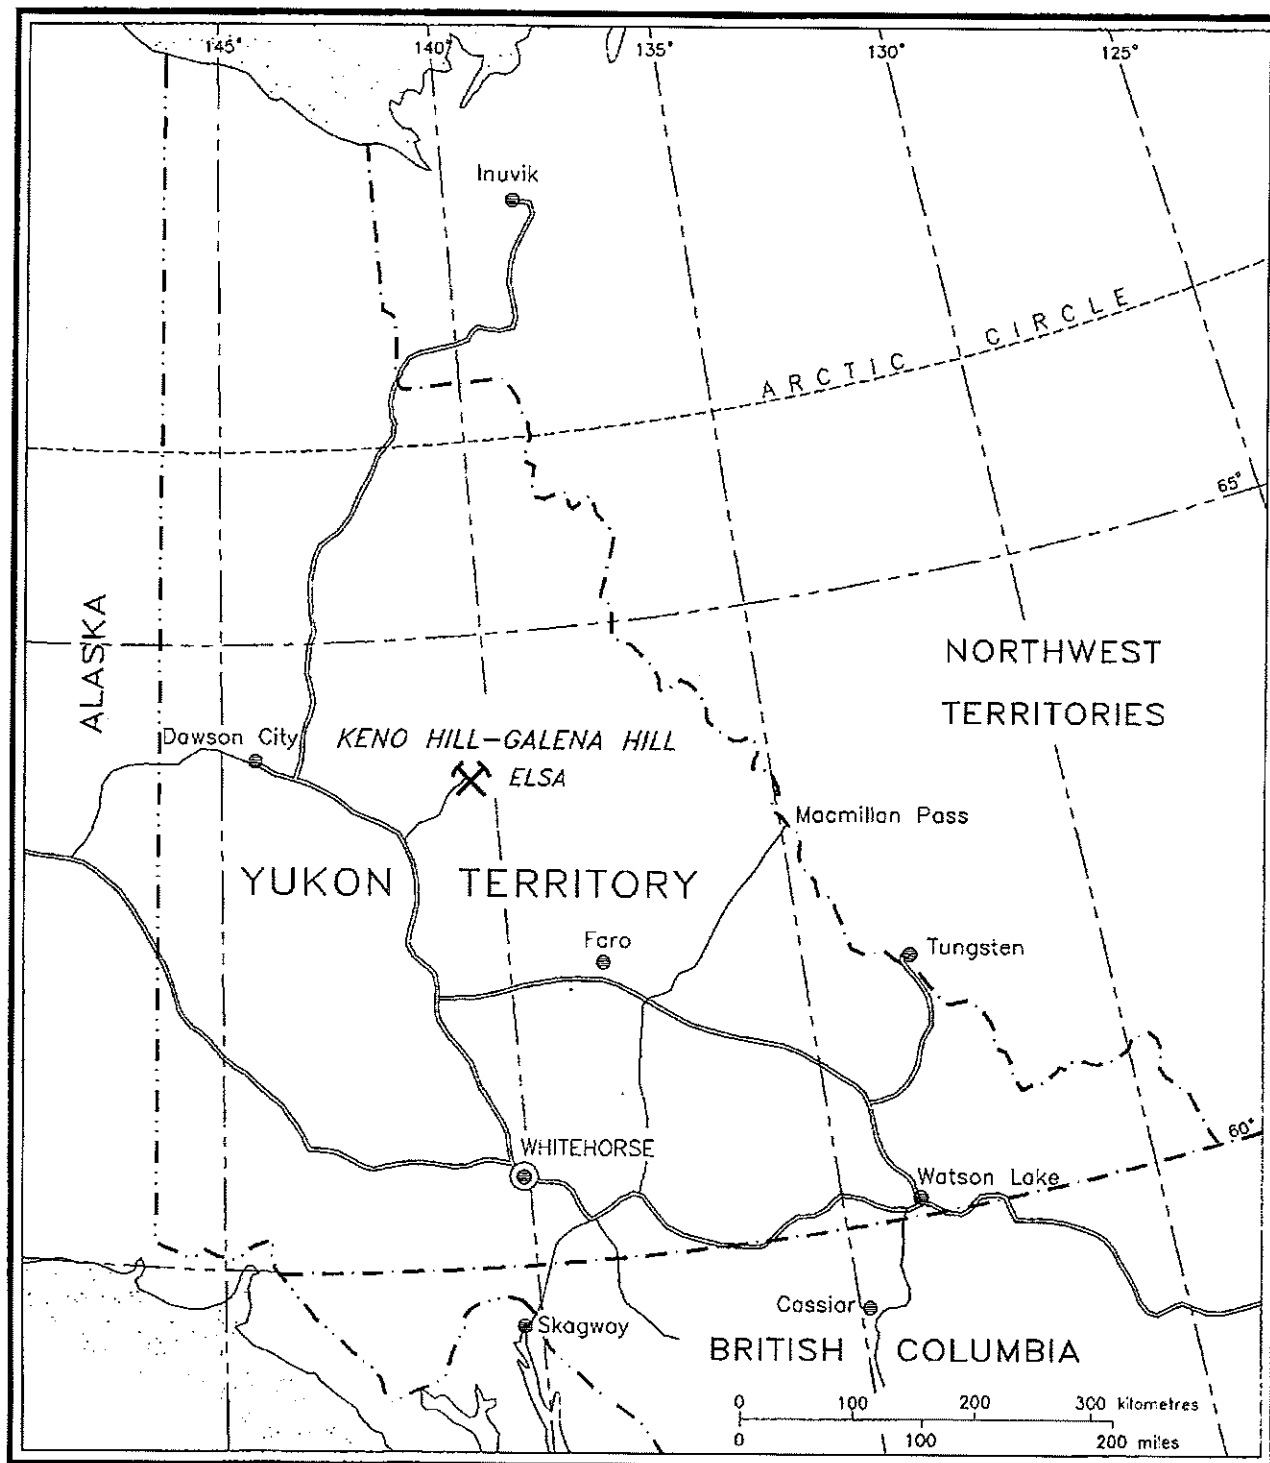 145° 140° 135° 130° 125°
Inuvik
ARCTIC CIRCLE
65°
ALASKA
NORTHWEST
TERRITORIES
Dawson City
KENO HILL-GALENA HILL
ELSA
Macmillan Pass
YUKON TERRITORY
Faro
Tungsten
60°
WHITEHORSE
Watson Lake
Cassiar
Skagway
BRITISH COLUMBIA
0 100 200 300 kilometres
0 100 200 miles